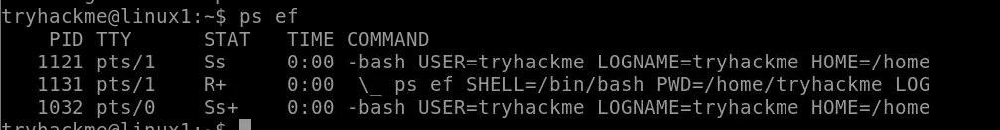 tryhackme@linux1:~$ ps ef
PID TTY STAT TIME COMMAND
1121 pts/1 Ss 0:00 -bash USER=tryhackme LOGNAME=tryhackme HOME=/home
1131 pts/1 R+ 0:00 \_ ps ef SHELL=/bin/bash PWD=/home/tryhackme LOG
1032 pts/0 Ss+ 0:00 -bash USER=tryhackme LOGNAME=tryhackme HOME=/home
tryhackme@linux1:~$